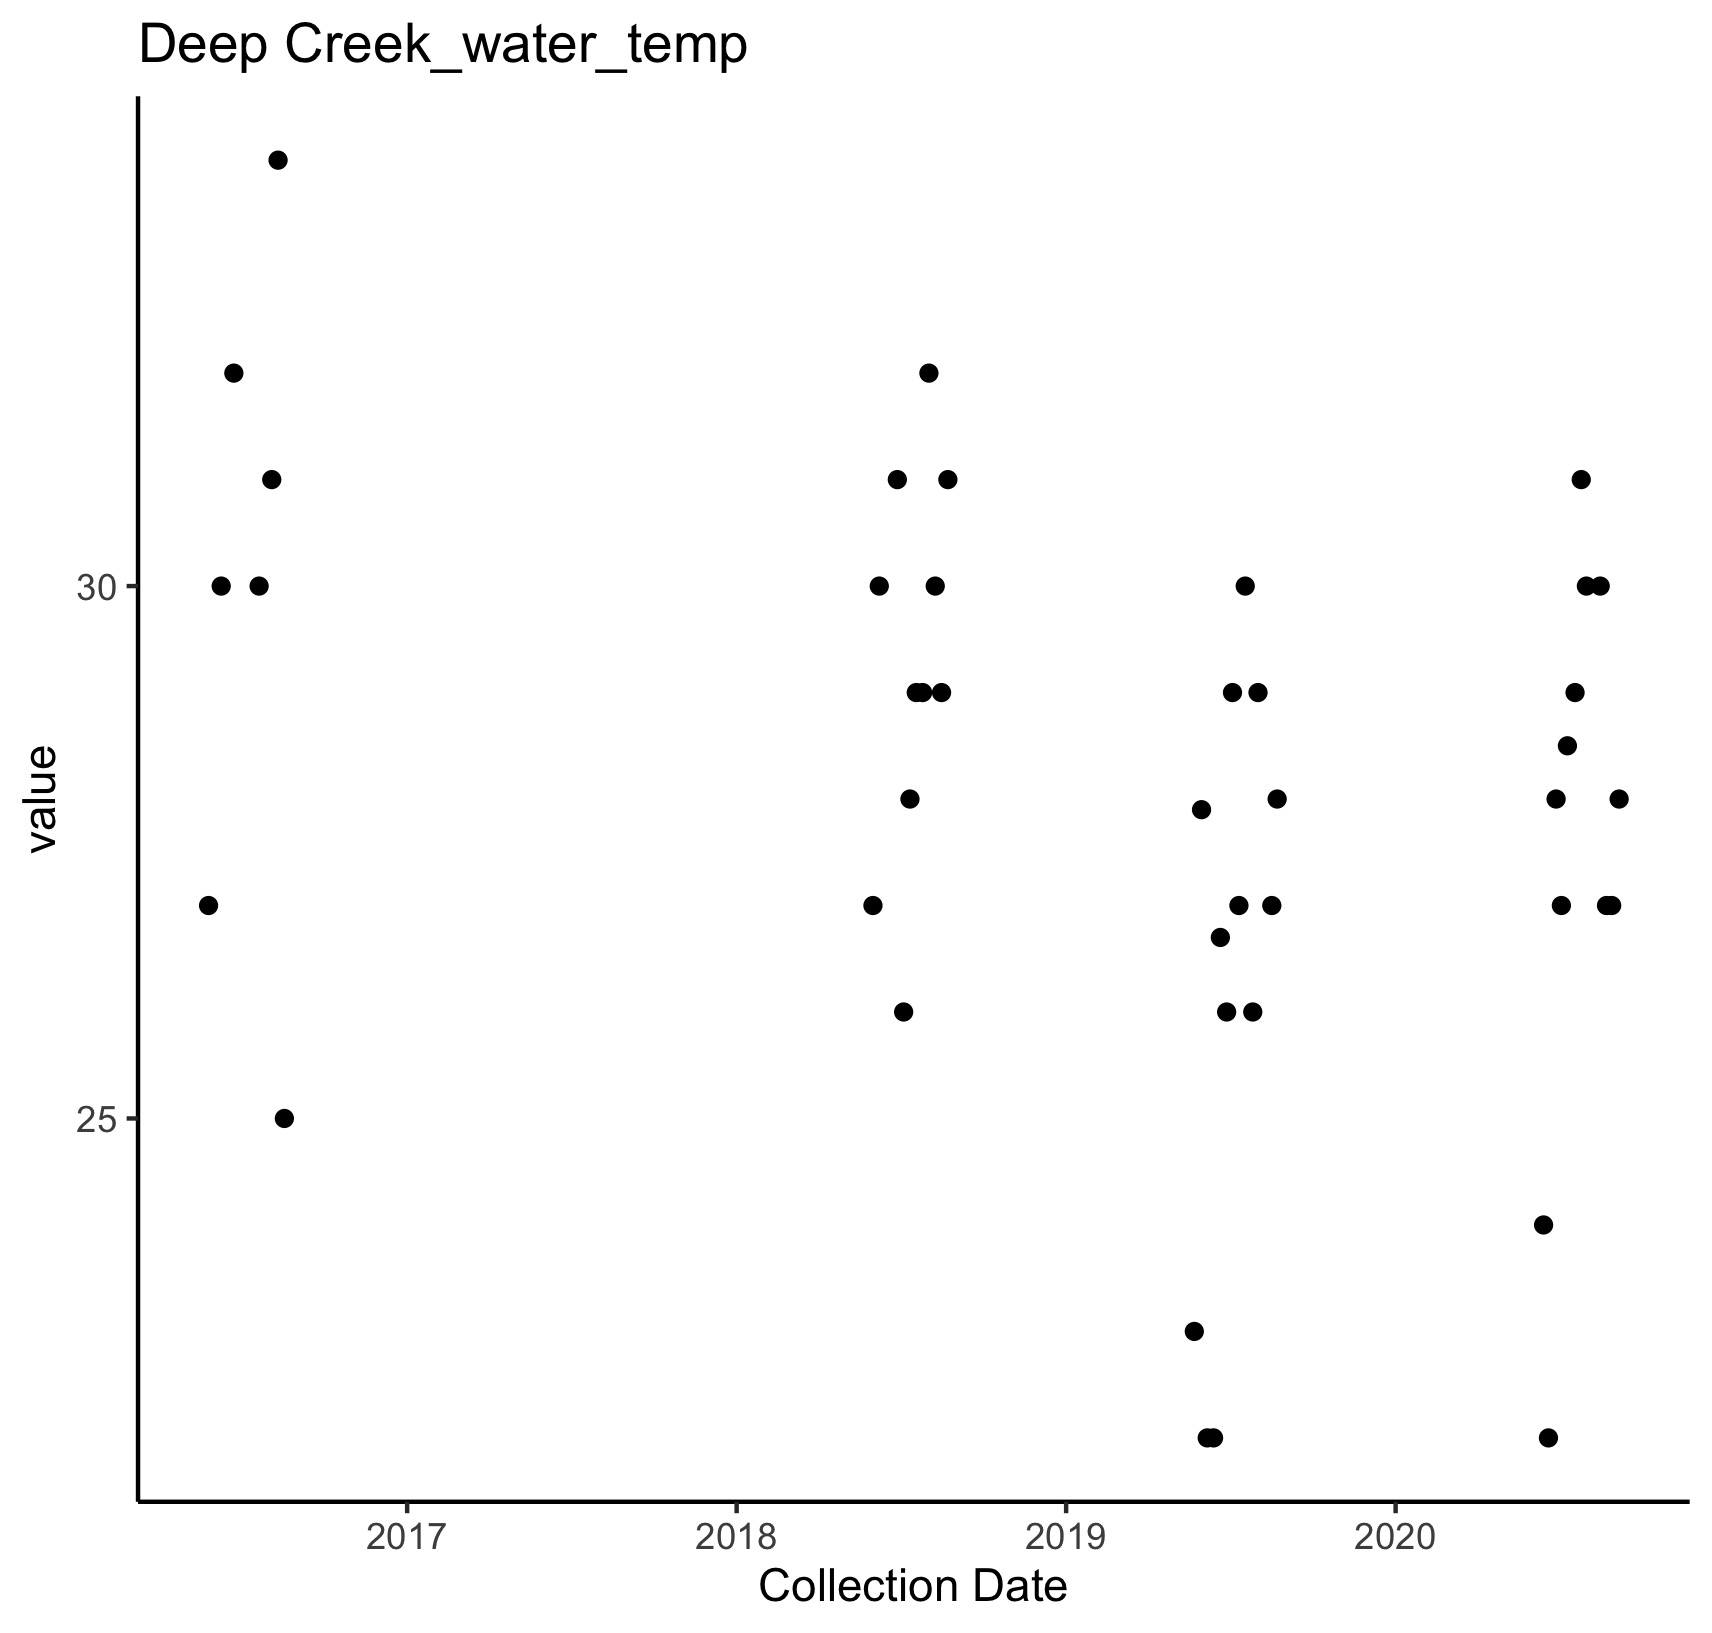 Deep Creek_water_temp
value
30
25
2017 2018 2019 2020
Collection Date